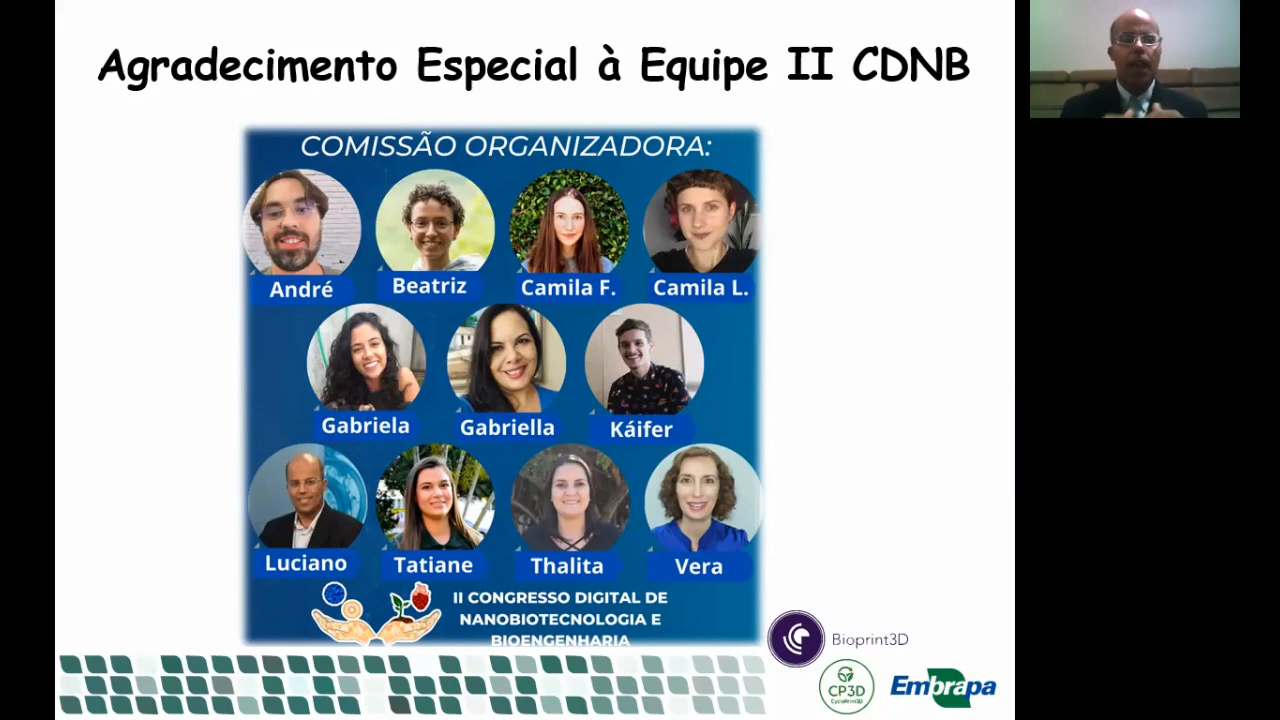 Agradecimento Especial à Equipe II CDNB
COMISSÃO ORGANIZADORA:
André
Beatriz
Camila F.
Camila L.
Gabriela
Gabriella
Káifer
Luciano
Tatiane
Thalita
Vera
II CONGRESSO DIGITAL DE
NANOBIOTECNOLOGIA E
BIOENGENHARIA
Bioprint3D
CP3D
CyclePrint3D
Embrapa